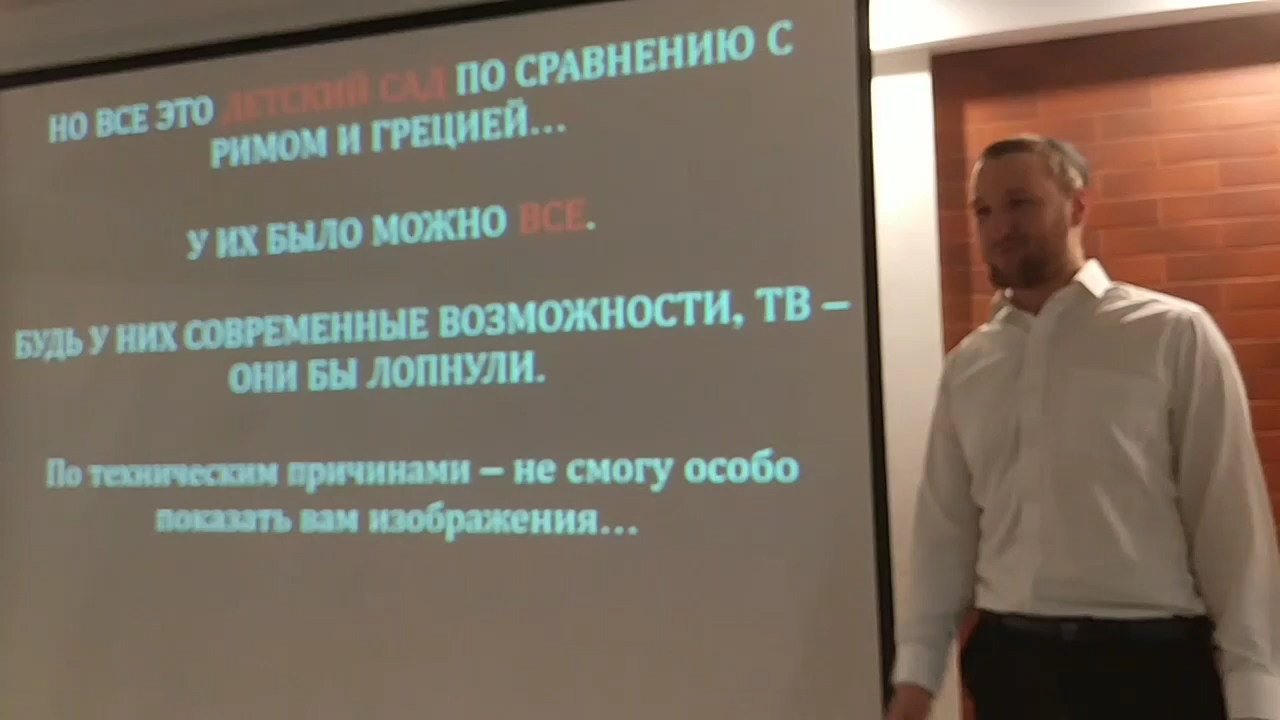 НО ВСЕ ЭТО ДЕТСКИЙ САД ПО СРАВНЕНИЮ С
РИМОМ И ГРЕЦИЕЙ...
У ИХ БЫЛО МОЖНО ВСЕ.
БУДЬ У НИХ СОВРЕМЕННЫЕ ВОЗМОЖНОСТИ, ТВ –
ОНИ БЫ ЛОПНУЛИ.
По техническим причинами – не смогу особо
показать вам изображения...